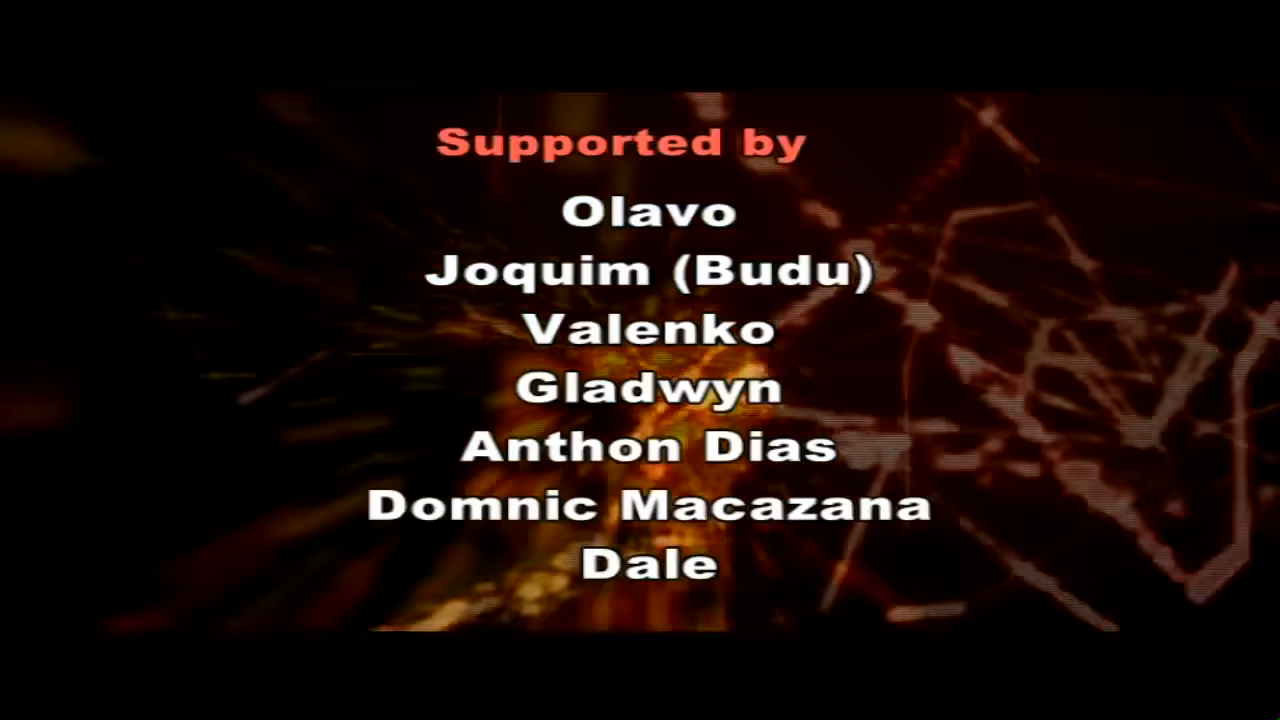 Supported by
Olavo
Joquim (Budu)
Valenko
Gladwyn
Anthon Dias
Domnic Macazana
Dale